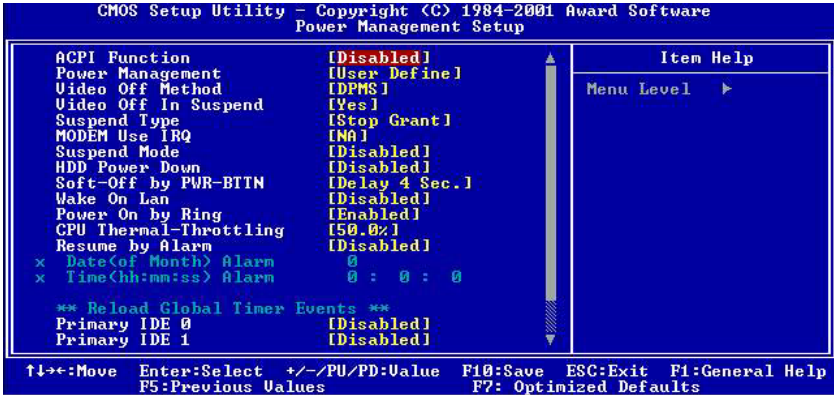 CMOS Setup Utility - Copyright (C) 1984-2001 Award Software
Power Management Setup
ACPI Function [Disabled]
Power Management [User Define]
Video Off Method [DPMS]
Video Off In Suspend [Yes]
Suspend Type [Stop Grant]
MODEM Use IRQ [NA]
Suspend Mode [Disabled]
HDD Power Down [Disabled]
Soft-Off by PWR-BTTN [Delay 4 Sec.]
Wake On Lan [Disabled]
Power On by Ring [Enabled]
CPU Thermal-Throttling [50.0%]
Resume by Alarm [Disabled]
x Date(of Month) Alarm 0
x Time(hh:mm:ss) Alarm 0 : 0 : 0
** Reload Global Timer Events **
Primary IDE 0 [Disabled]
Primary IDE 1 [Disabled]
Item Help
Menu Level ▶
↑↓→←:Move Enter:Select +/-/PU/PD:Value F10:Save ESC:Exit F1:General Help
F5:Previous Values F7: Optimized Defaults